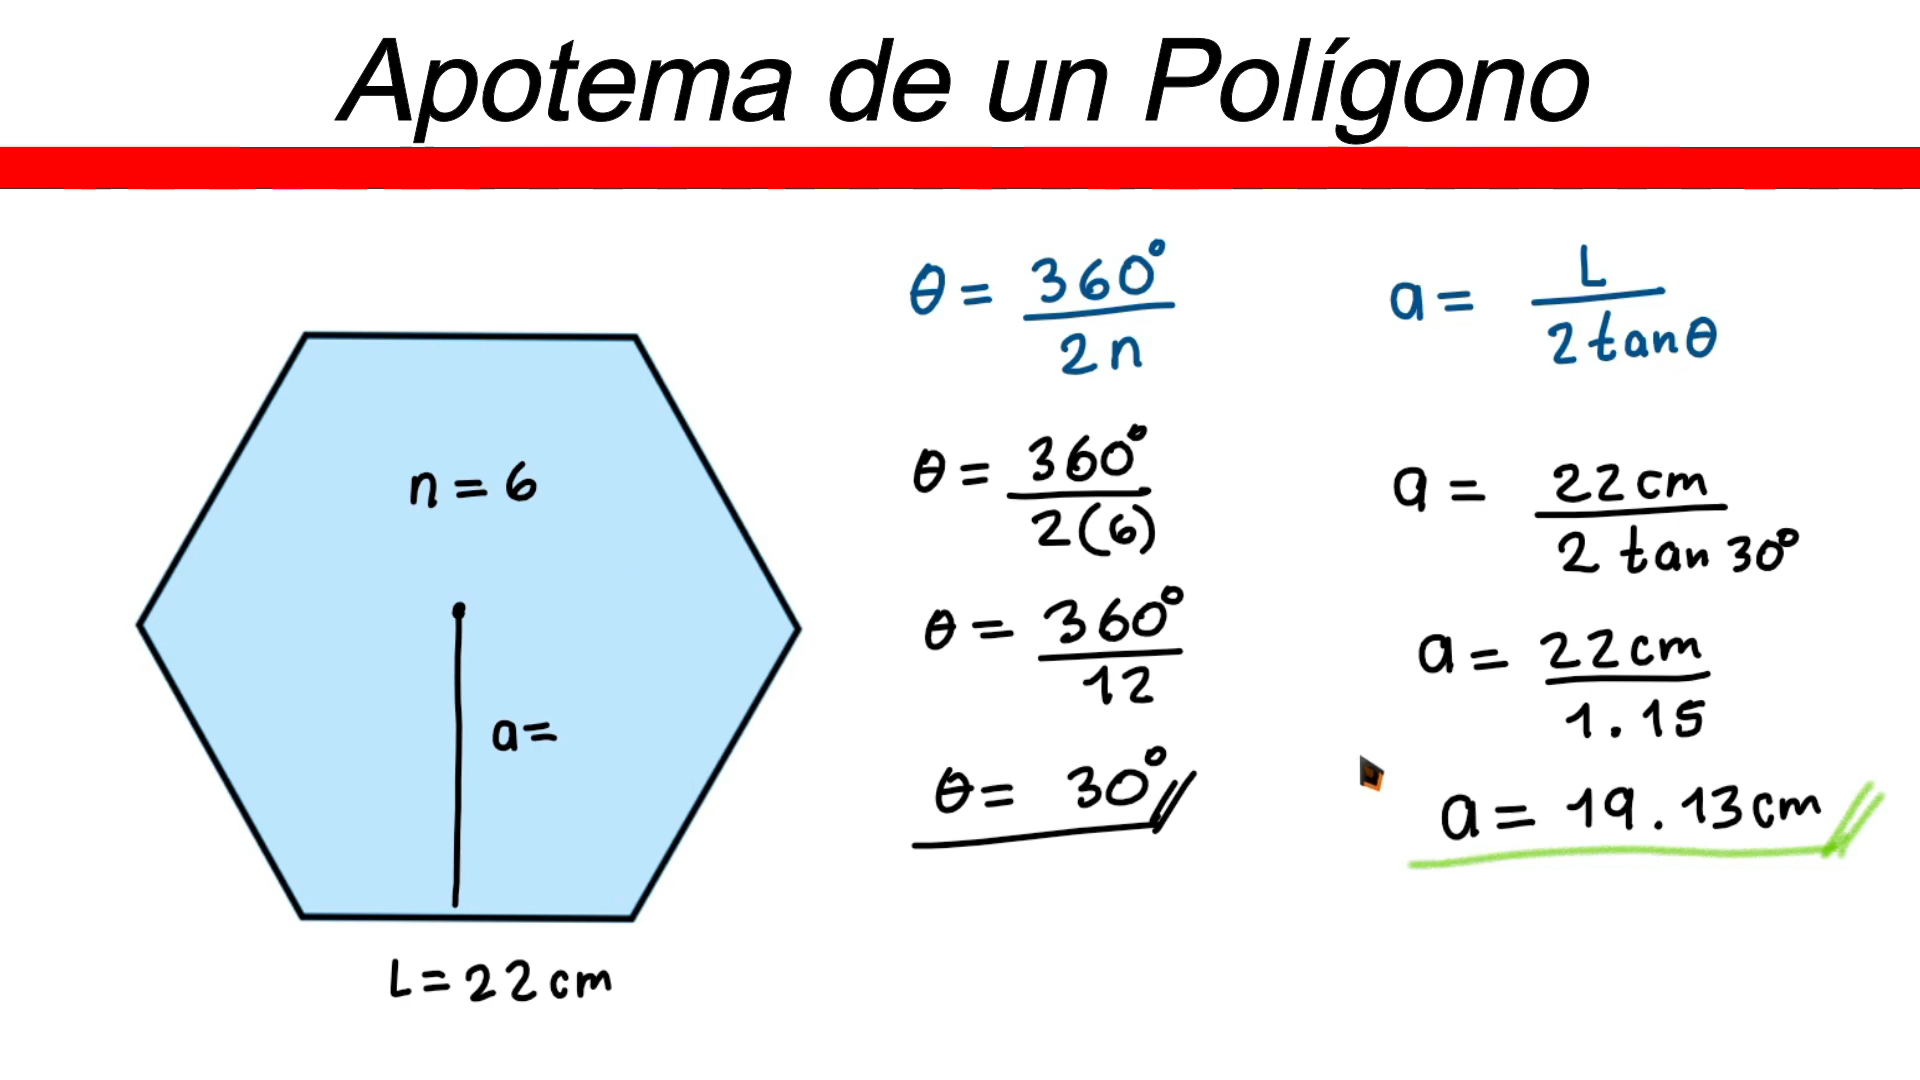 Apotema de un Polígono
n = 6
a=
L = 22 cm
θ = 360° / 2n
θ = 360° / 2(6)
θ = 360° / 12
θ = 30°
a = L / 2 tan θ
a = 22 cm / 2 tan 30°
a = 22 cm / 1.15
a = 19.13 cm